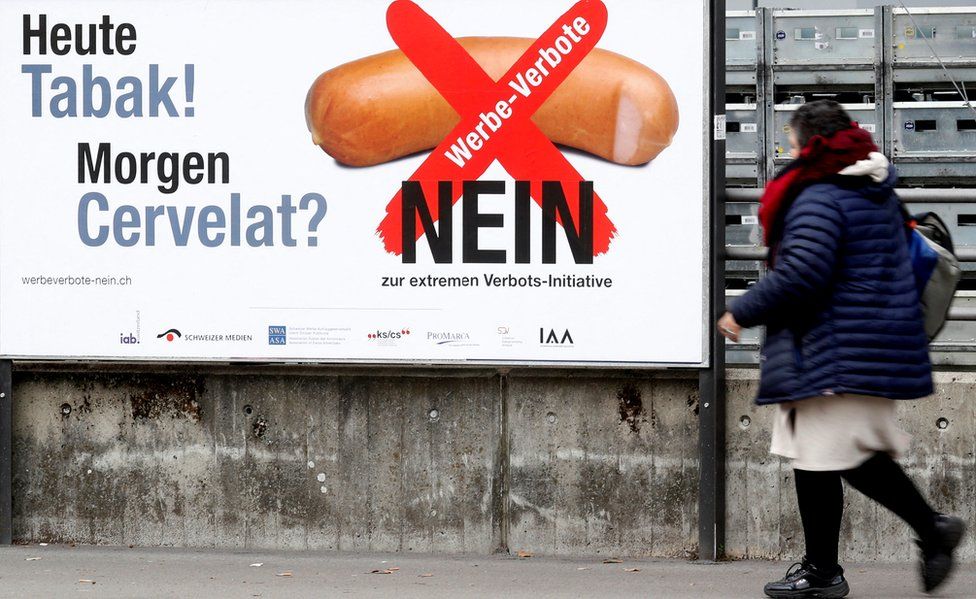 Heute
Tabak!
Morgen
Cervelat?
Werbe-Verbote
NEIN
zur extremen Verbots-Initiative
werbeverbote-nein.ch
iab.
SCHWEIZER MEDIEN
SWA
ASA
ks/cs
PROMARCA
IAA